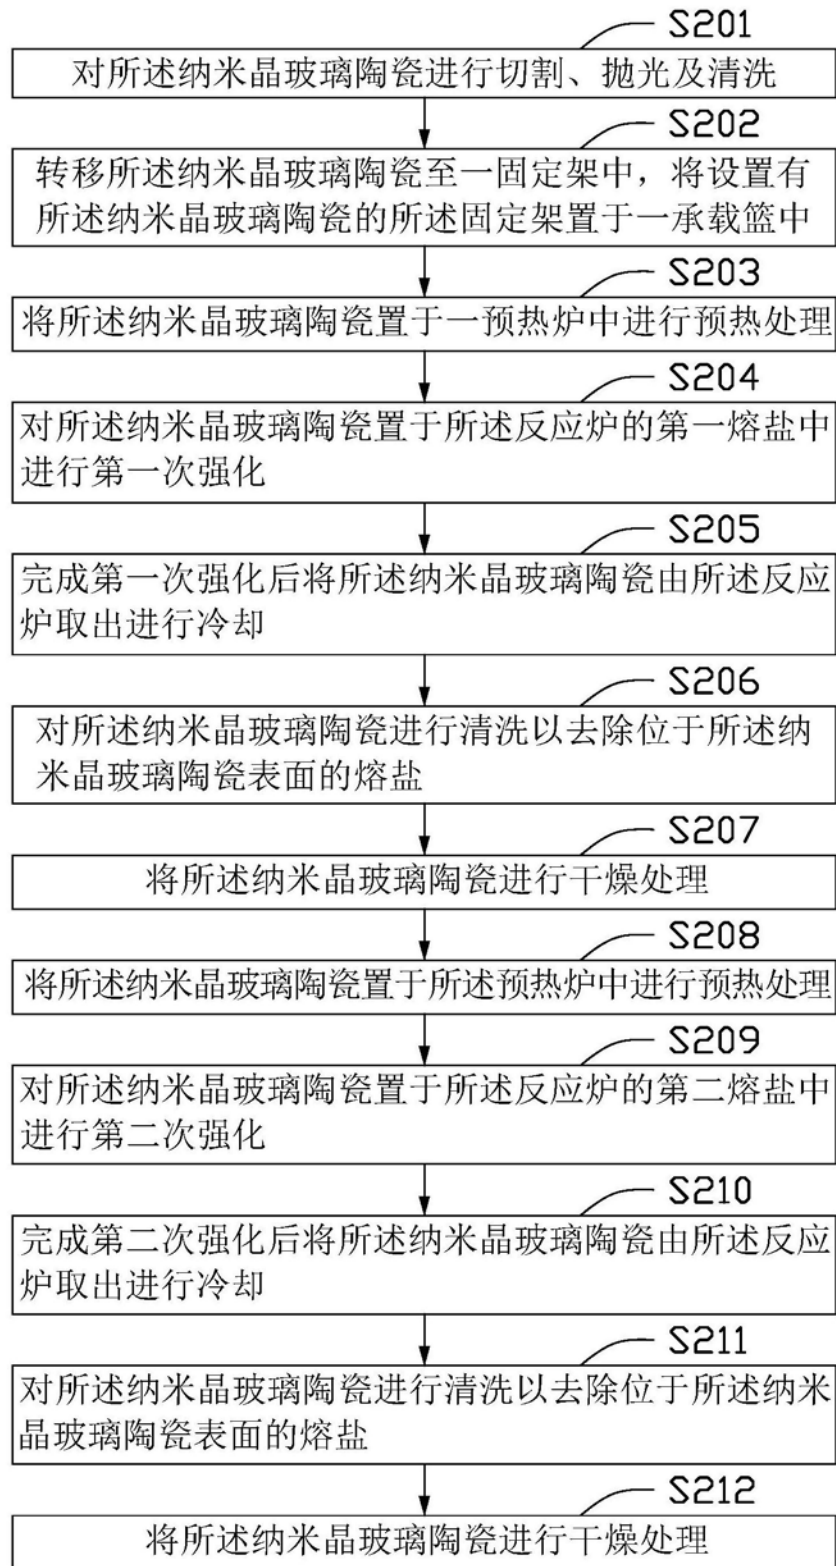 S201
对所述纳米晶玻璃陶瓷进行切割、抛光及清洗
S202
转移所述纳米晶玻璃陶瓷至一固定架中，将设置有
所述纳米晶玻璃陶瓷的所述固定架置于一承载篮中
S203
将所述纳米晶玻璃陶瓷置于一预热炉中进行预热处理
S204
对所述纳米晶玻璃陶瓷置于所述反应炉的第一熔盐中
进行第一次强化
S205
完成第一次强化后将所述纳米晶玻璃陶瓷由所述反应
炉取出进行冷却
S206
对所述纳米晶玻璃陶瓷进行清洗以去除位于所述纳
米晶玻璃陶瓷表面的熔盐
S207
将所述纳米晶玻璃陶瓷进行干燥处理
S208
将所述纳米晶玻璃陶瓷置于所述预热炉中进行预热处理
S209
对所述纳米晶玻璃陶瓷置于所述反应炉的第二熔盐中
进行第二次强化
S210
完成第二次强化后将所述纳米晶玻璃陶瓷由所述反应
炉取出进行冷却
S211
对所述纳米晶玻璃陶瓷进行清洗以去除位于所述纳米
晶玻璃陶瓷表面的熔盐
S212
将所述纳米晶玻璃陶瓷进行干燥处理